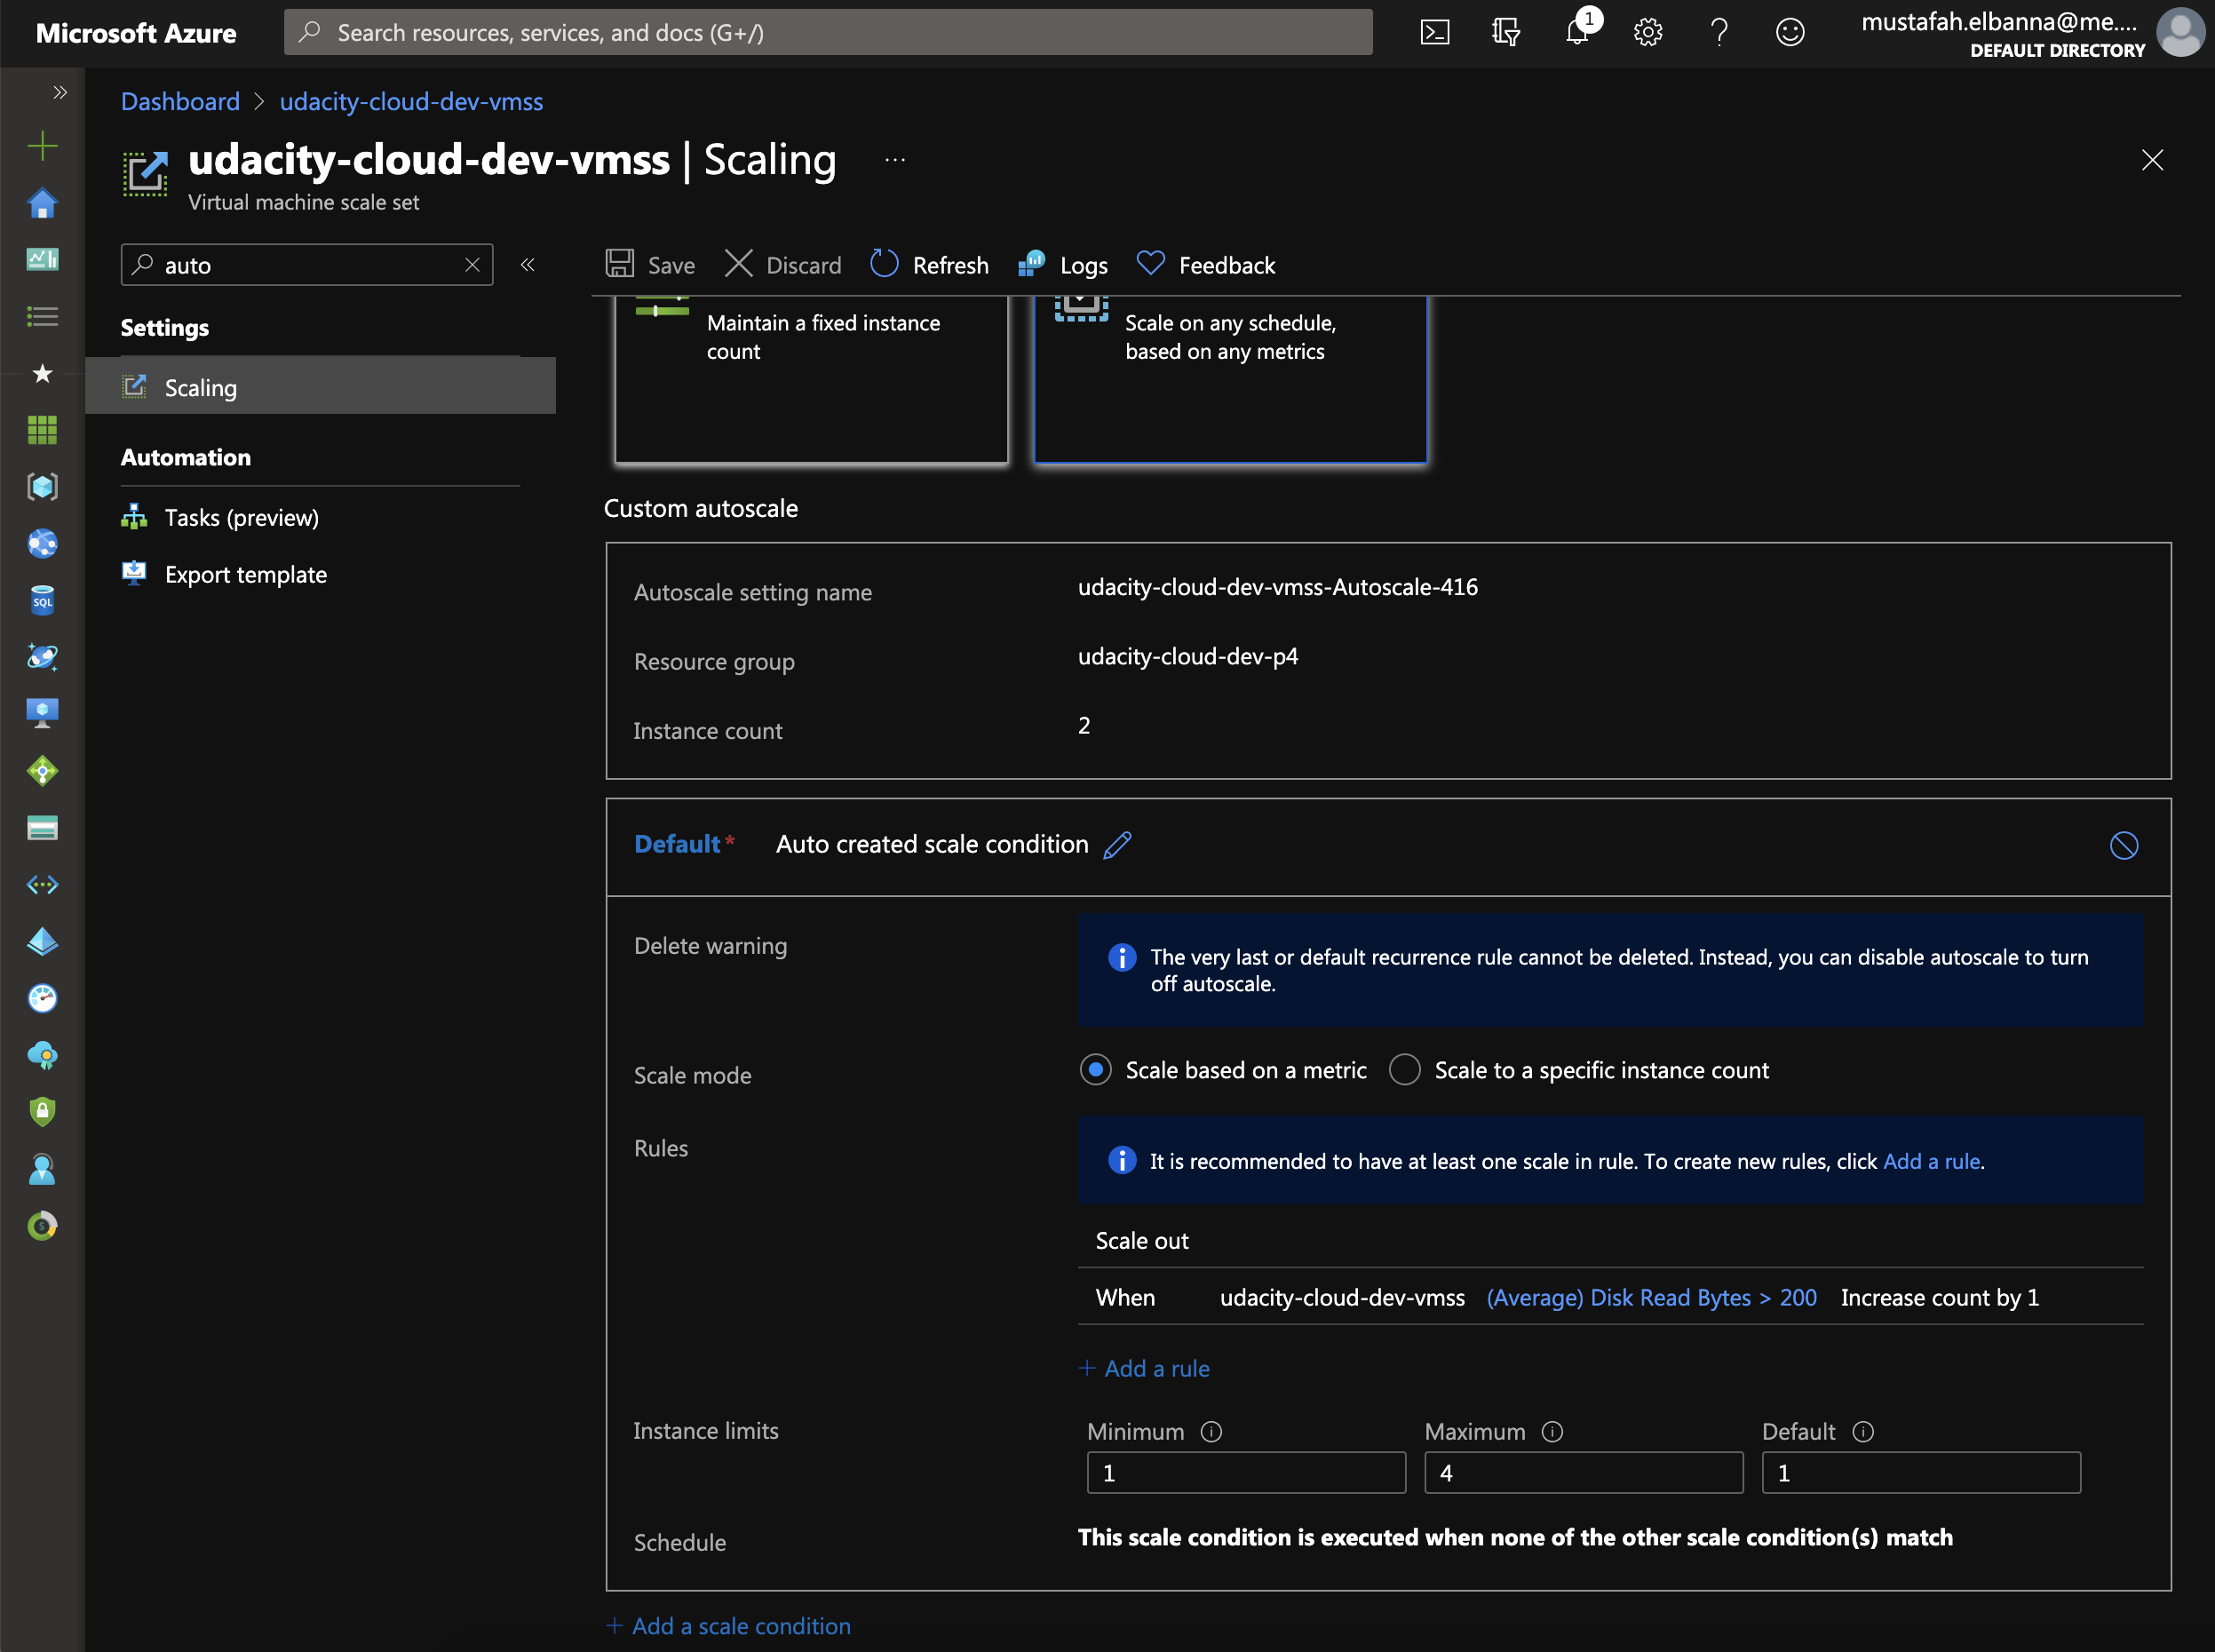 Microsoft Azure
Search resources, services, and docs (G+/)
1
mustafah.elbanna@me....
DEFAULT DIRECTORY
Dashboard > udacity-cloud-dev-vmss
udacity-cloud-dev-vmss | Scaling ...
Virtual machine scale set
auto
Save
Discard
Refresh
Logs
Feedback
Settings
Scaling
Automation
Tasks (preview)
Export template
Maintain a fixed instance
count
Scale on any schedule,
based on any metrics
Custom autoscale
Autoscale setting name udacity-cloud-dev-vmss-Autoscale-416
Resource group udacity-cloud-dev-p4
Instance count 2
Default* Auto created scale condition
Delete warning
The very last or default recurrence rule cannot be deleted. Instead, you can disable autoscale to turn
off autoscale.
Scale mode Scale based on a metric Scale to a specific instance count
Rules
It is recommended to have at least one scale in rule. To create new rules, click Add a rule.
Scale out
When udacity-cloud-dev-vmss (Average) Disk Read Bytes > 200 Increase count by 1
+ Add a rule
Instance limits Minimum Maximum Default
1 4 1
Schedule This scale condition is executed when none of the other scale condition(s) match
+ Add a scale condition
SQL